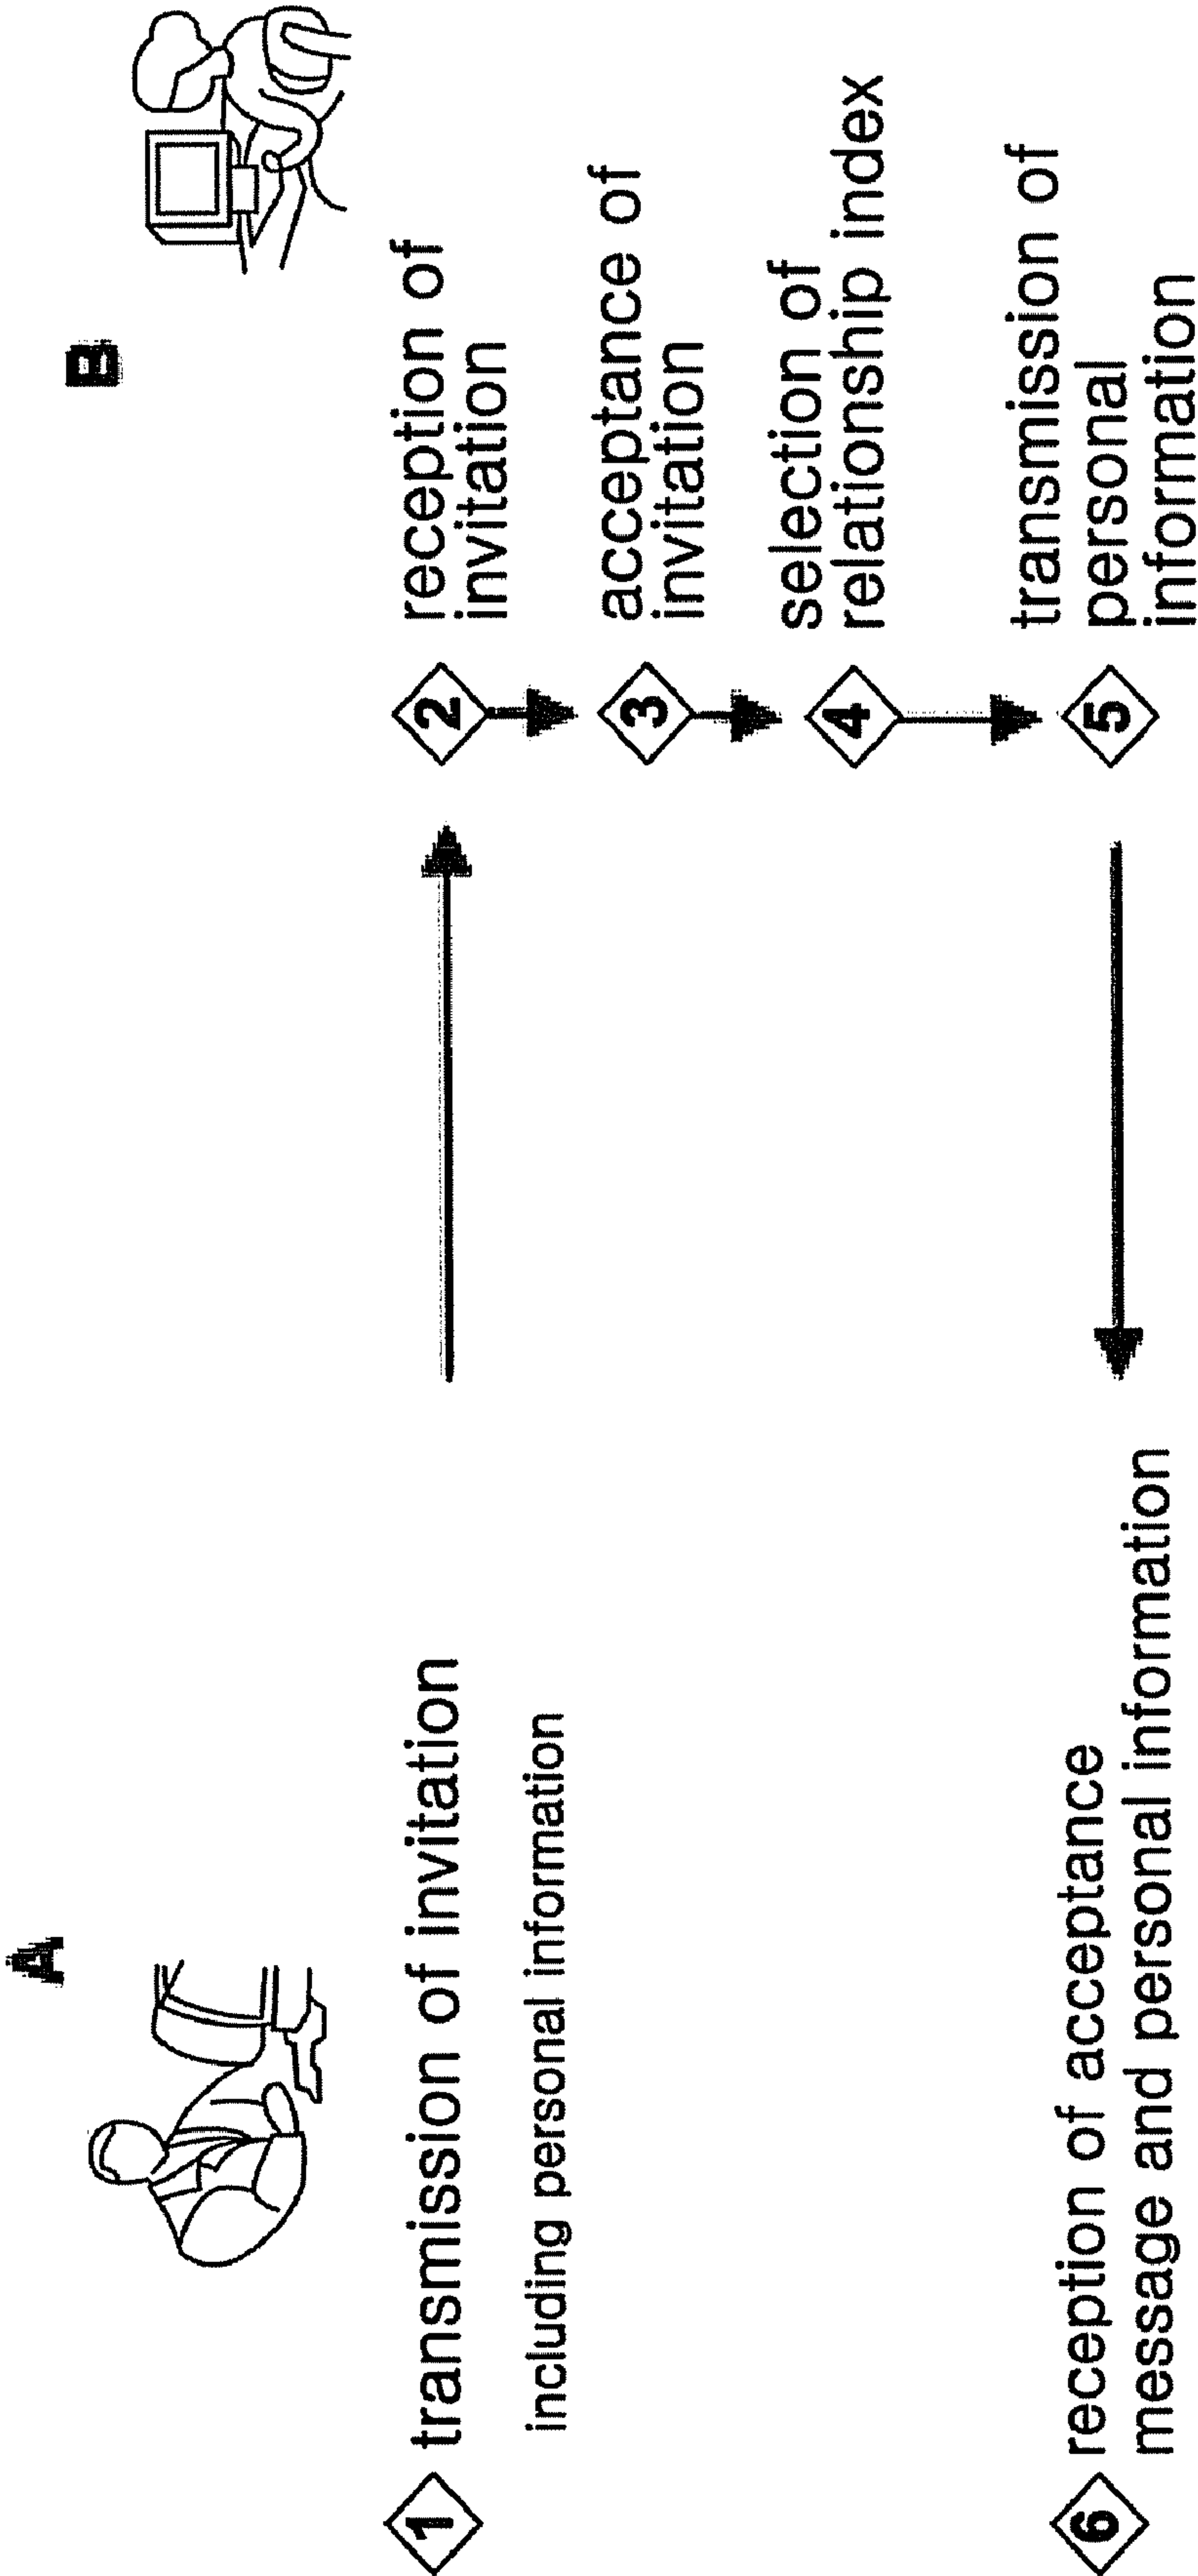 A
B
1 transmission of invitation
including personal information
2 reception of
invitation
3 acceptance of
invitation
4 selection of
relationship index
5 transmission of
personal
information
6 reception of acceptance
message and personal information